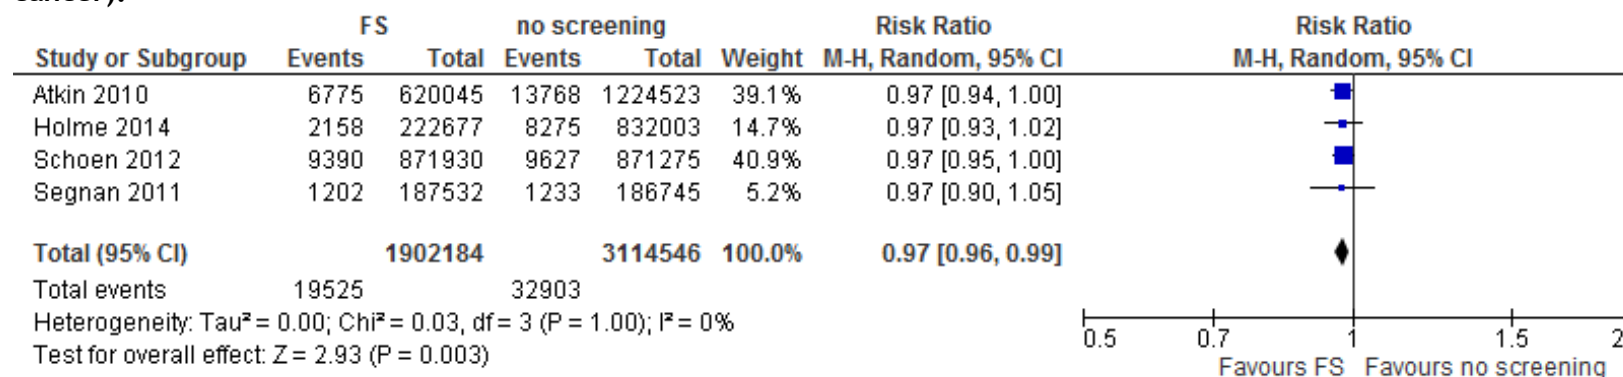 FS no screening Risk Ratio Risk Ratio
Study or Subgroup Events Total Events Total Weight M-H, Random, 95% CI M-H, Random, 95% CI
Atkin 2010 6775 620045 13768 1224523 39.1% 0.97 [0.94, 1.00]
Holme 2014 2158 222677 8275 832003 14.7% 0.97 [0.93, 1.02]
Schoen 2012 9390 871930 9627 871275 40.9% 0.97 [0.95, 1.00]
Segnan 2011 1202 187532 1233 186745 5.2% 0.97 [0.90, 1.05]
Total (95% CI) 1902184 3114546 100.0% 0.97 [0.96, 0.99]
Total events 19525 32903
Heterogeneity: Tau² = 0.00; Chi² = 0.03, df = 3 (P = 1.00); I² = 0%
Test for overall effect: Z = 2.93 (P = 0.003)
0.5 0.7 1 1.5 2
Favours FS Favours no screening